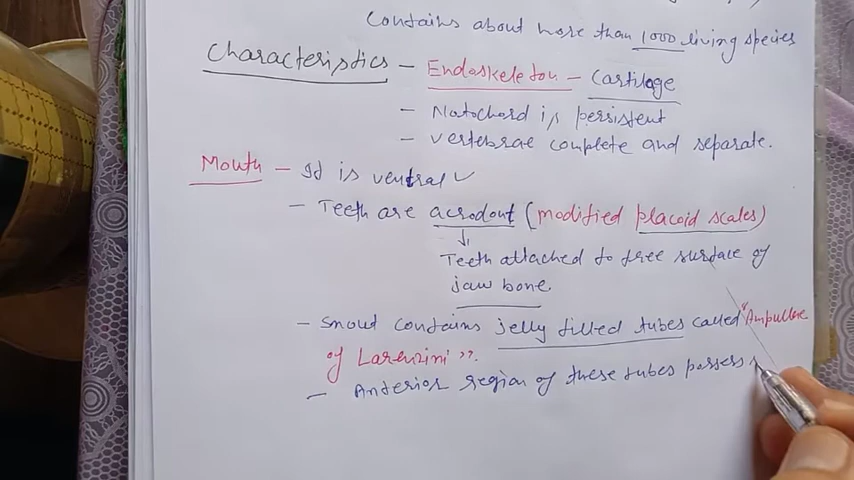 Contains about more than 1000 living species
Characteristics – Endoskeleton – Cartilage
– Notochord is persistent
– Vertebrae complete and separate.
Mouth – It is ventral ✓
– Teeth are acrodont (modified placoid scales)
↓
Teeth attached to free surface of
jaw bone.
– Snout contains jelly filled tubes called "Ampullae
of Lorenzini".
– Anterior region of these tubes possess